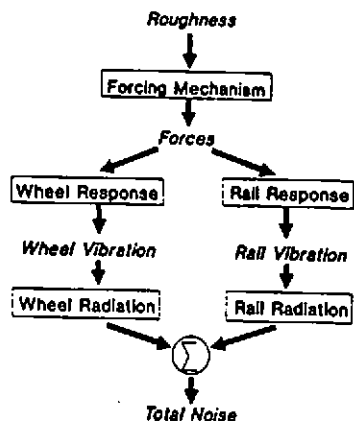 Roughness
Forcing Mechanism
Forces
Wheel Response
Rail Response
Wheel Vibration
Rail Vibration
Wheel Radiation
Rail Radiation
Σ
Total Noise